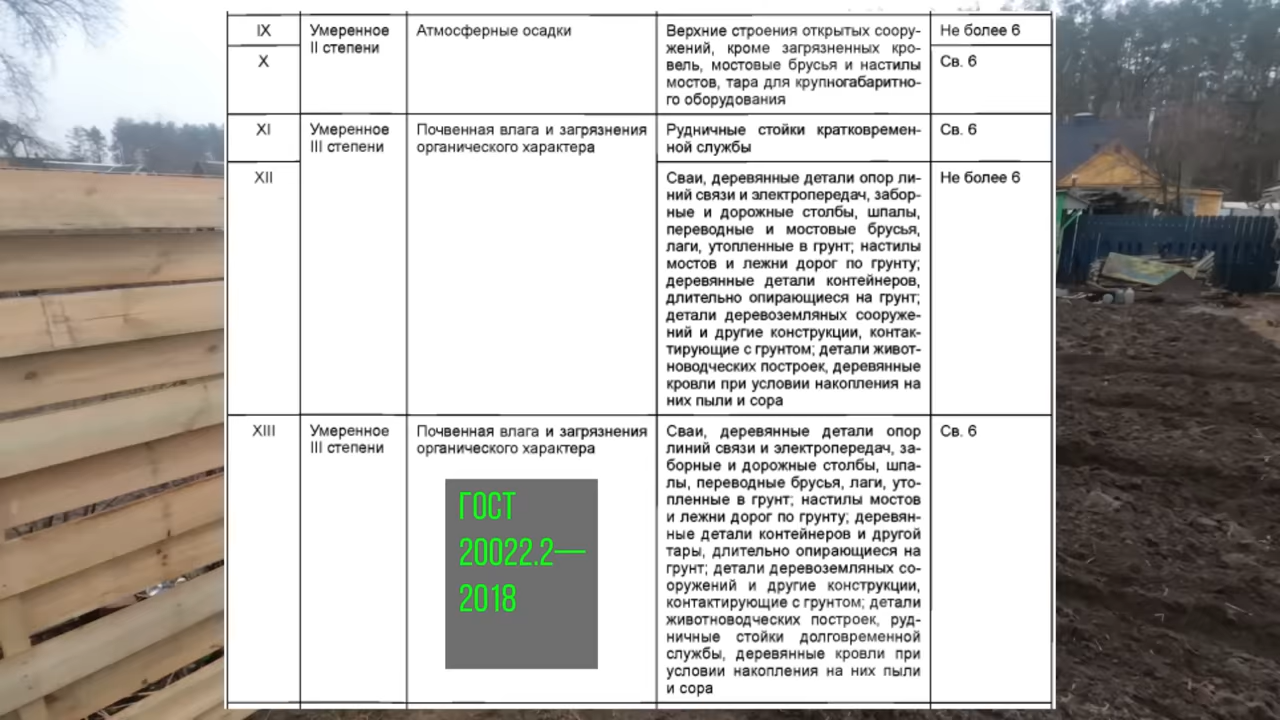 IX
Умеренное
II степени
Атмосферные осадки
Верхние строения открытых соору-
жений, кроме загрязненных кро-
вель, мостовые брусья и настилы
мостов, тара для крупногабаритно-
го оборудования
Не более 6
X
Св. 6
XI
Умеренное
III степени
Почвенная влага и загрязнения
органического характера
Рудничные стойки кратковремен-
ной службы
Св. 6
XII
Сваи, деревянные детали опор ли-
ний связи и электропередач, забор-
ные и дорожные столбы, шпалы,
переводные и мостовые брусья,
лаги, утопленные в грунт; настилы
мостов и лежни дорог по грунту;
деревянные детали контейнеров,
длительно опирающиеся на грунт;
детали деревоземляных сооруже-
ний и другие конструкции, контак-
тирующие с грунтом; детали живот-
новодческих построек, деревянные
кровли при условии накопления на
них пыли и сора
Не более 6
XIII
Умеренное
III степени
Почвенная влага и загрязнения
органического характера
Сваи, деревянные детали опор
линий связи и электропередач, за-
борные и дорожные столбы, шпа-
лы, переводные брусья, лаги, уто-
пленные в грунт; настилы мостов
и лежни дорог по грунту; деревян-
ные детали контейнеров и другой
тары, длительно опирающиеся на
грунт; детали деревоземляных со-
оружений и другие конструкции,
контактирующие с грунтом; детали
животноводческих построек, руд-
ничные стойки долговременной
службы, деревянные кровли при
условии накопления на них пыли
и сора
Св. 6
ГОСТ
20022.2—
2018